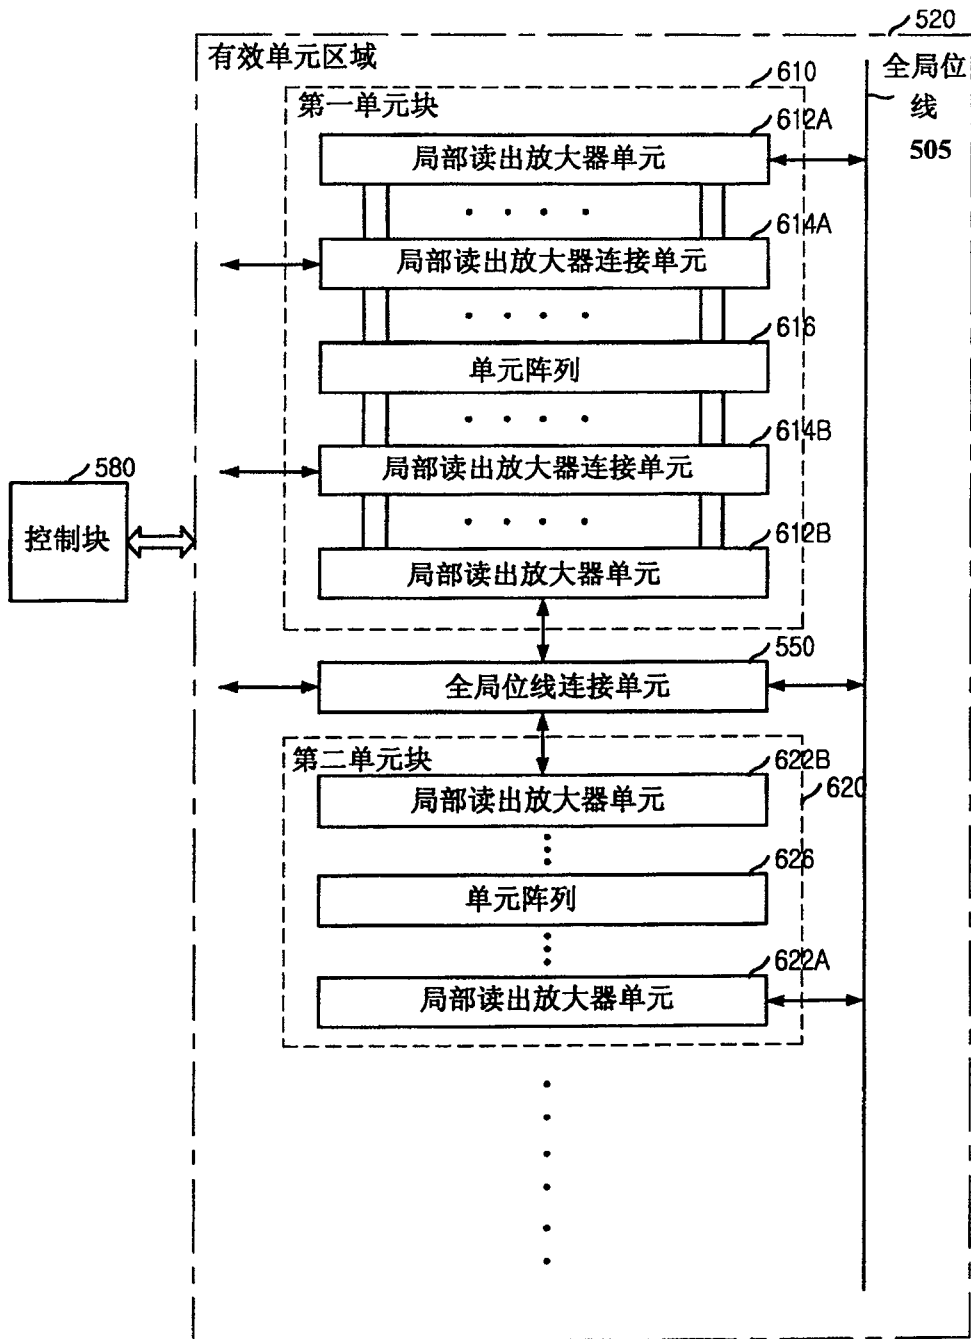 520
有效单元区域
全局位
线
505
610
第一单元块
612A
局部读出放大器单元
614A
局部读出放大器连接单元
616
单元阵列
614B
局部读出放大器连接单元
580
控制块
612B
局部读出放大器单元
550
全局位线连接单元
第二单元块
622B
620
局部读出放大器单元
626
单元阵列
622A
局部读出放大器单元